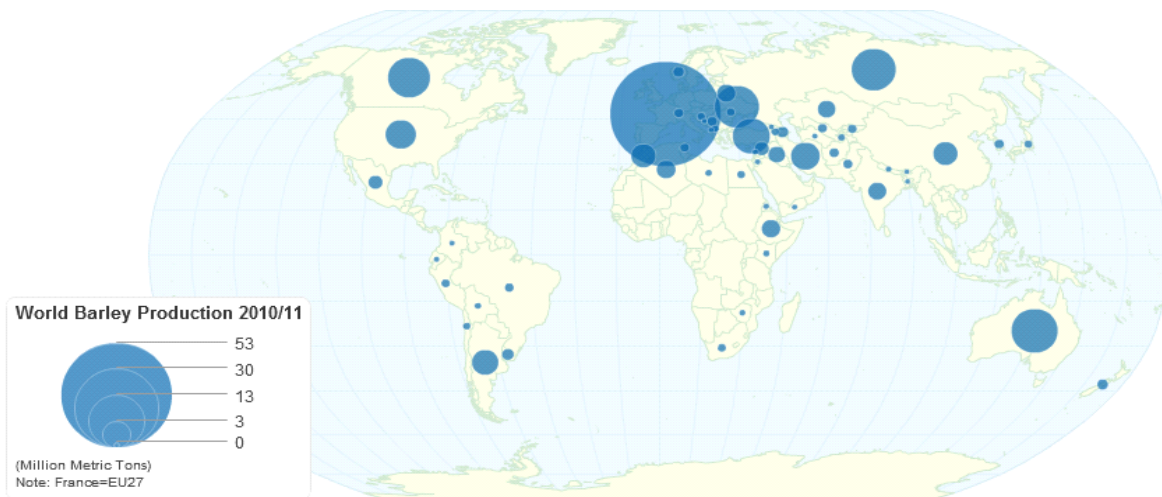 World Barley Production 2010/11
53
30
13
3
0
(Million Metric Tons)
Note: France=EU27